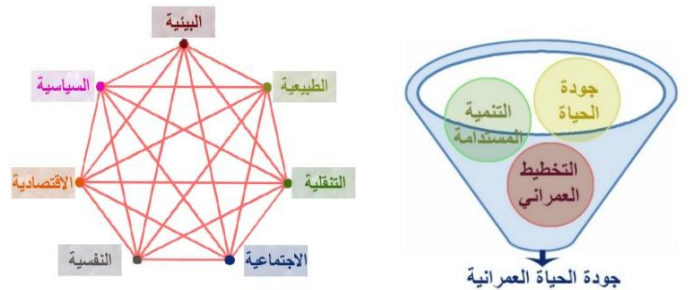 البيئية
الطبيعية
السياسية
التنقلية
الاقتصادية
الاجتماعية
النفسية
جودة
الحياة
التنمية
المستدامة
التخطيط
العمراني
جودة الحياة العمرانية